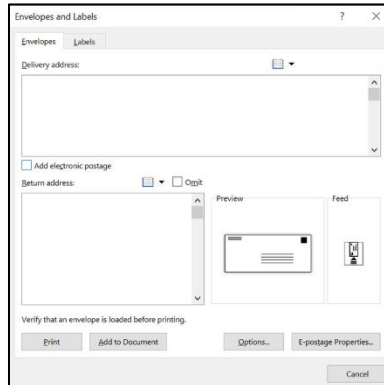 Envelopes and Labels ? ×
Envelopes Labels
Delivery address:
Add electronic postage
Return address: Omit
Preview Feed
Verify that an envelope is loaded before printing.
Print Add to Document Options... E-postage Properties...
Cancel